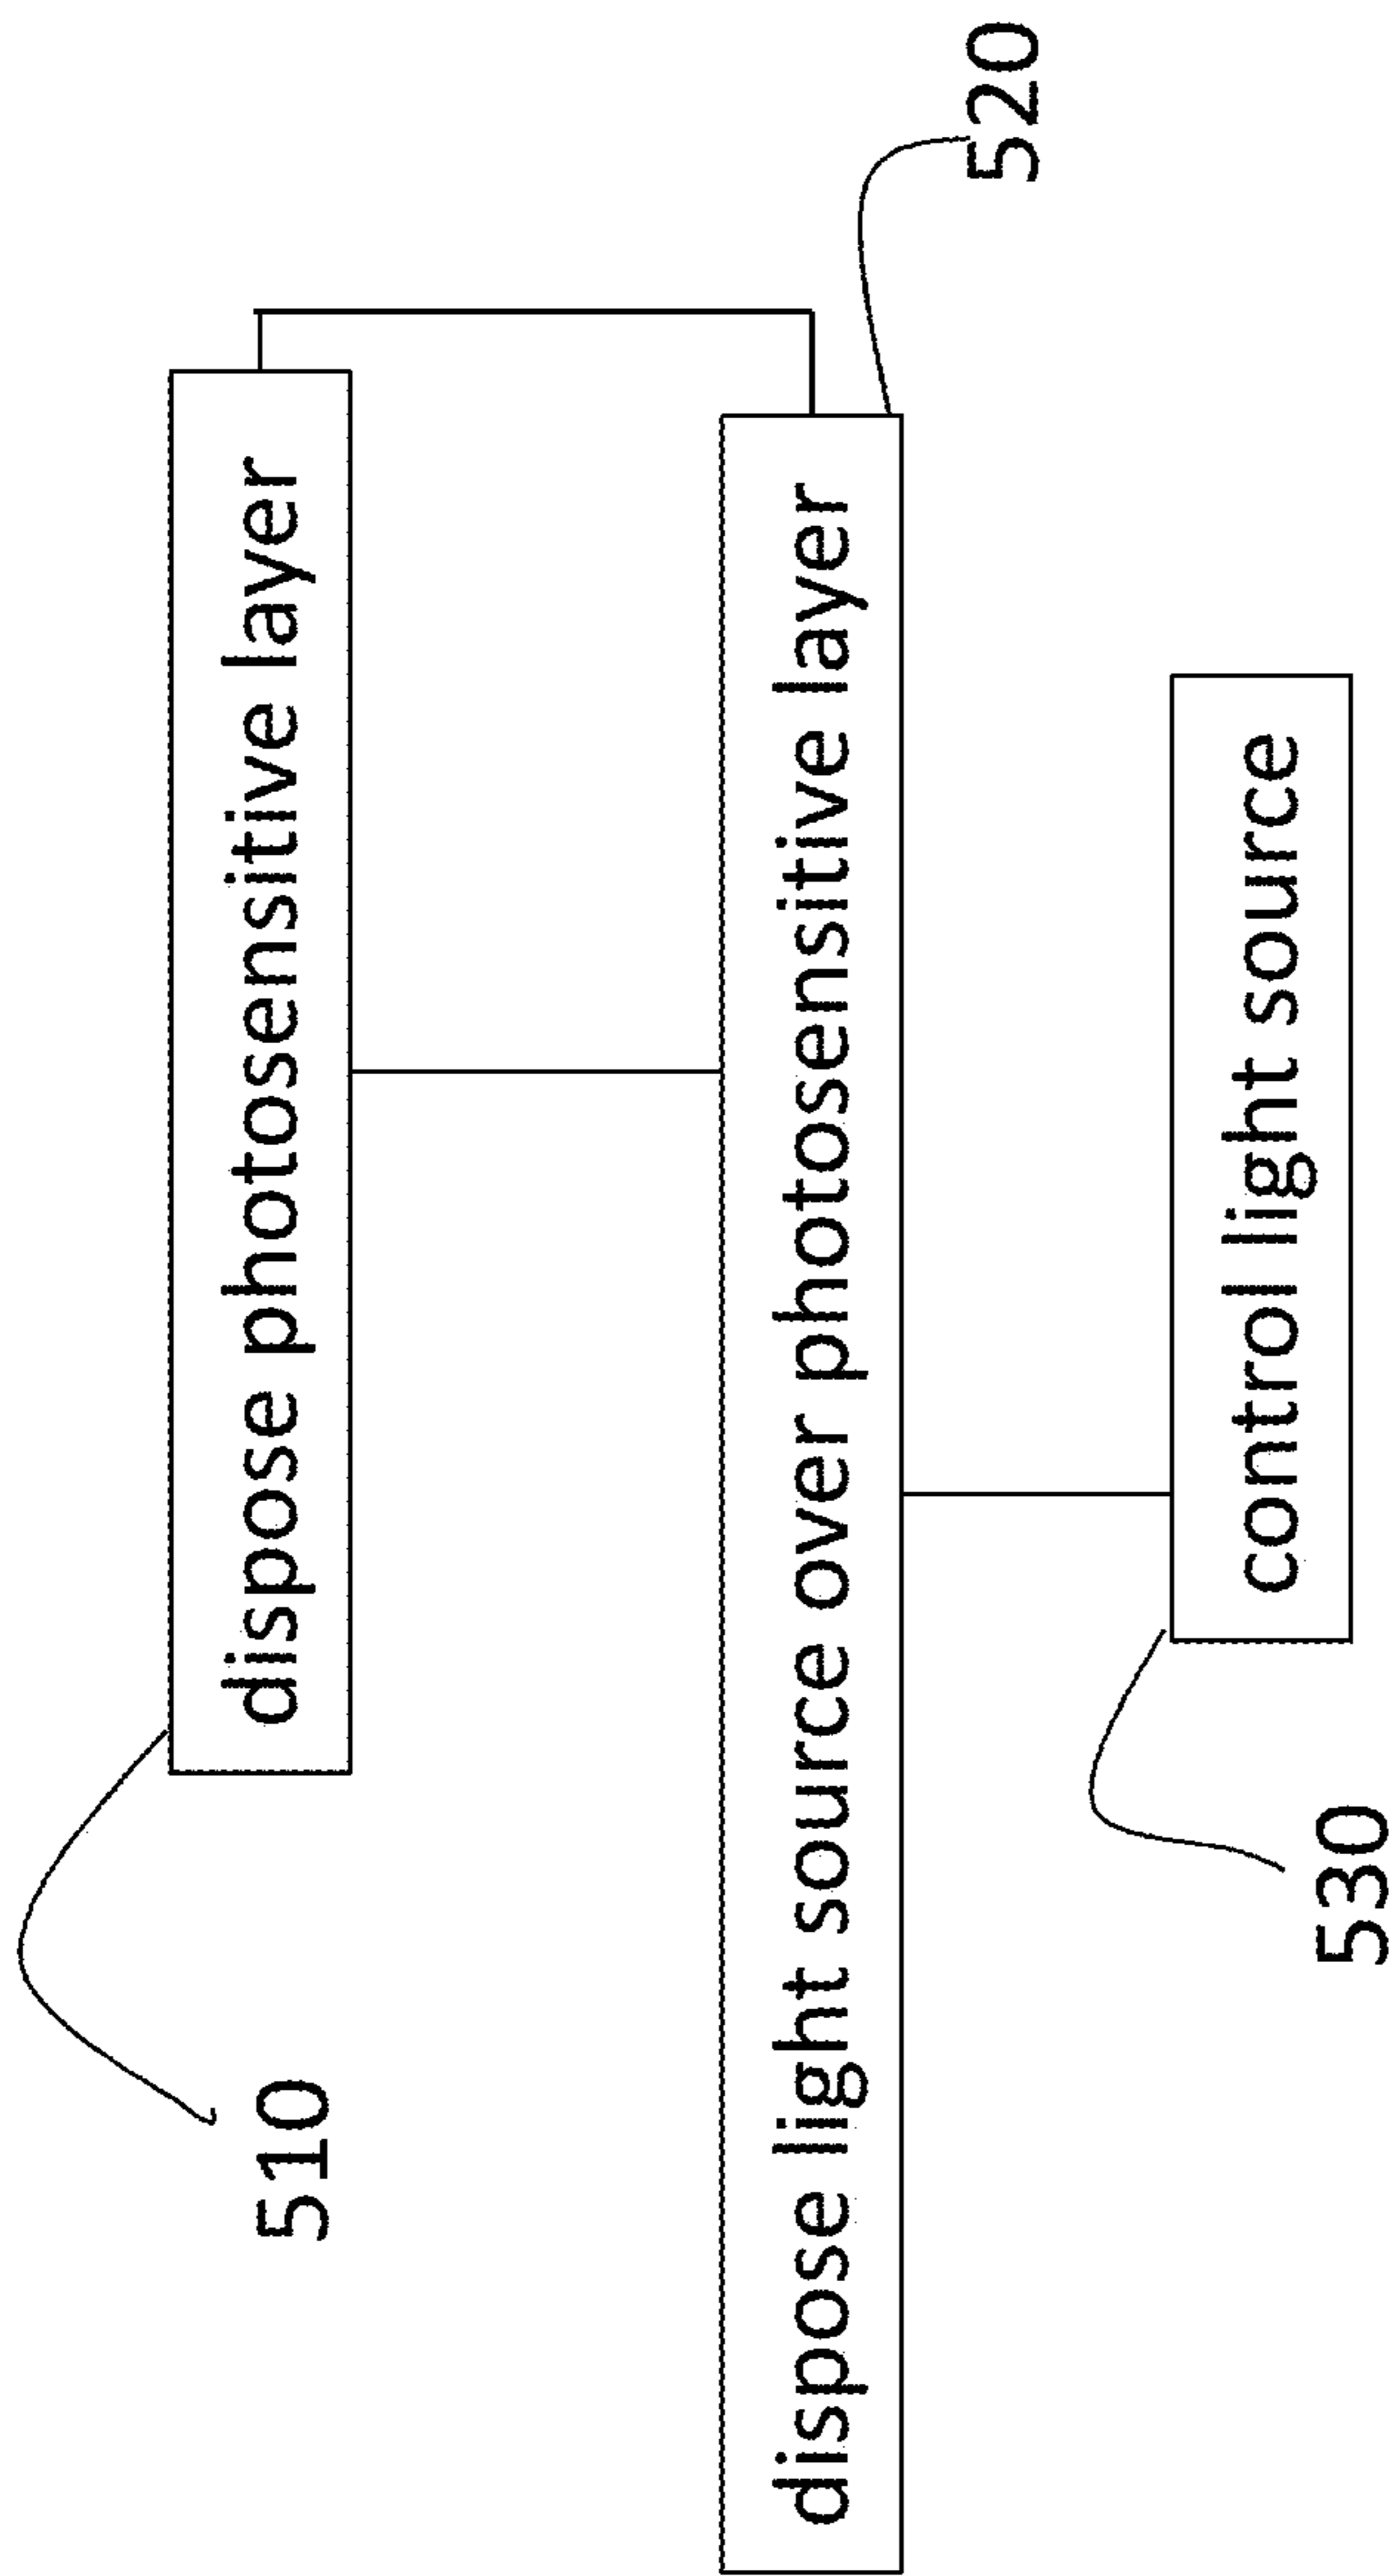 510
dispose photosensitive layer
dispose light source over photosensitive layer
520
530
control light source